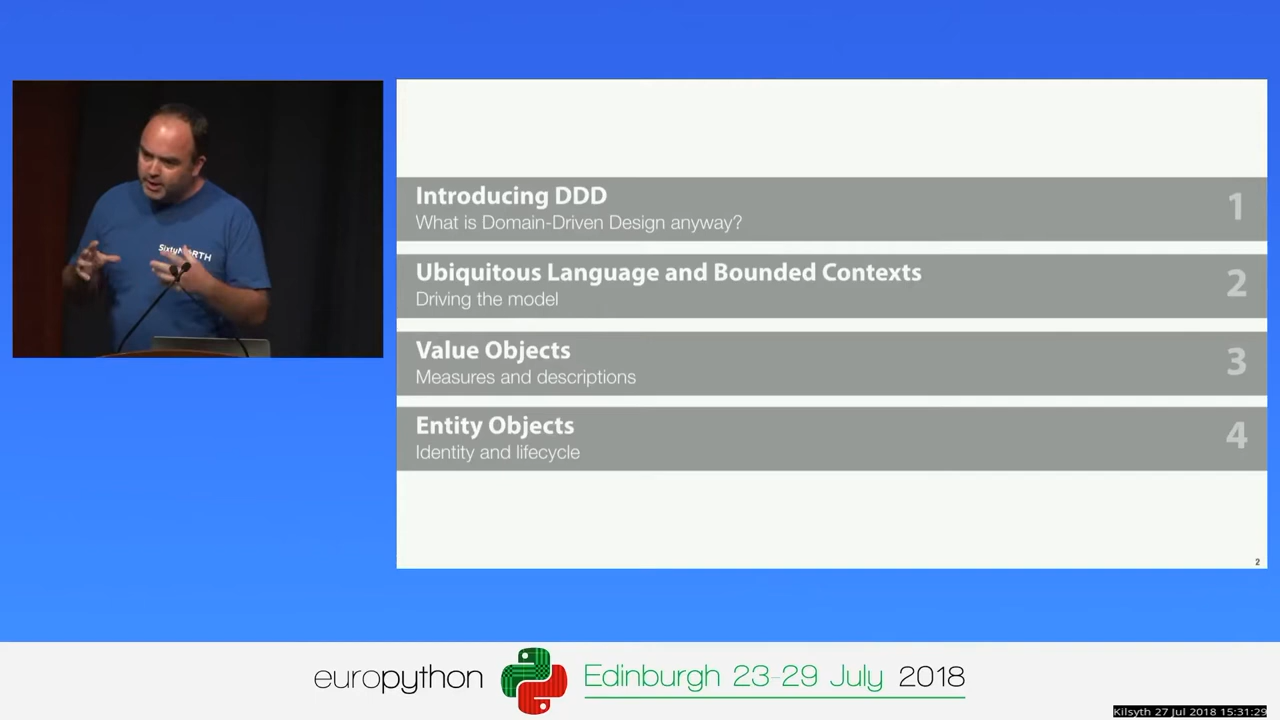 SixtyNORTH
Introducing DDD
What is Domain-Driven Design anyway?
1
Ubiquitous Language and Bounded Contexts
Driving the model
2
Value Objects
Measures and descriptions
3
Entity Objects
Identity and lifecycle
4
2
europython
Edinburgh 23-29 July 2018
Kilsyth 27 Jul 2018 15:31:29